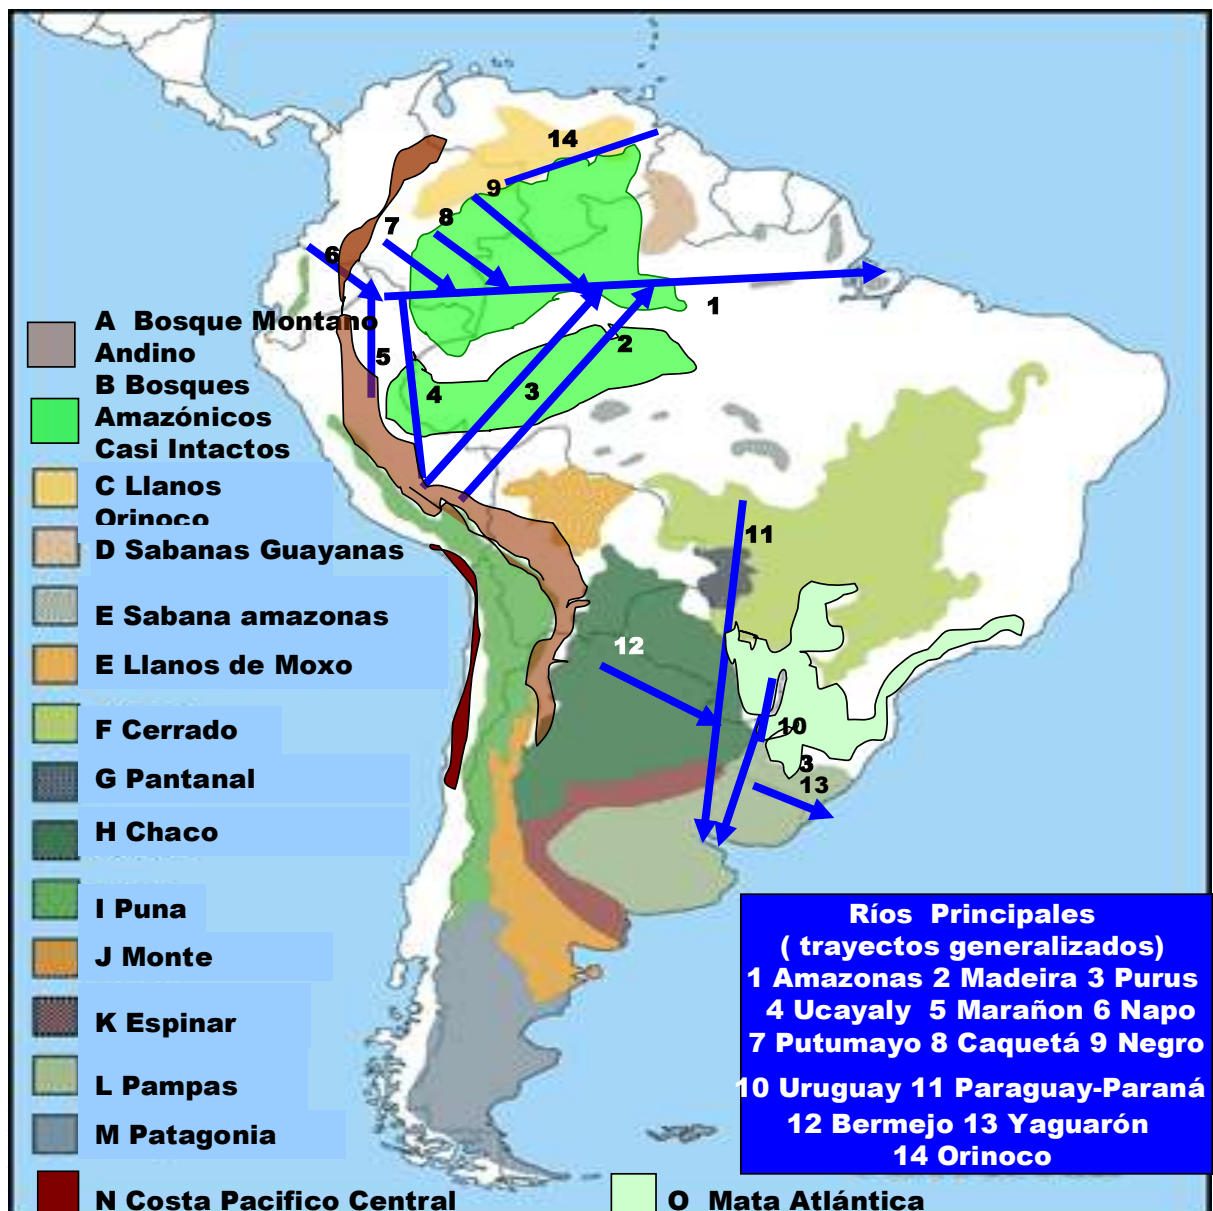 14
9
8
7
6
1
2
5
4
3
11
12
10
3
13
A Bosque Montano
Andino
B Bosques
Amazónicos
Casi Intactos
C Llanos
Orinoco
D Sabanas Guayanas
E Sabana amazonas
E Llanos de Moxo
F Cerrado
G Pantanal
H Chaco
I Puna
J Monte
K Espinar
L Pampas
M Patagonia
N Costa Pacifico Central
O Mata Atlántica
Ríos Principales
( trayectos generalizados)
1 Amazonas 2 Madeira 3 Purus
4 Ucayaly 5 Marañon 6 Napo
7 Putumayo 8 Caquetá 9 Negro
10 Uruguay 11 Paraguay-Paraná
12 Bermejo 13 Yaguarón
14 Orinoco